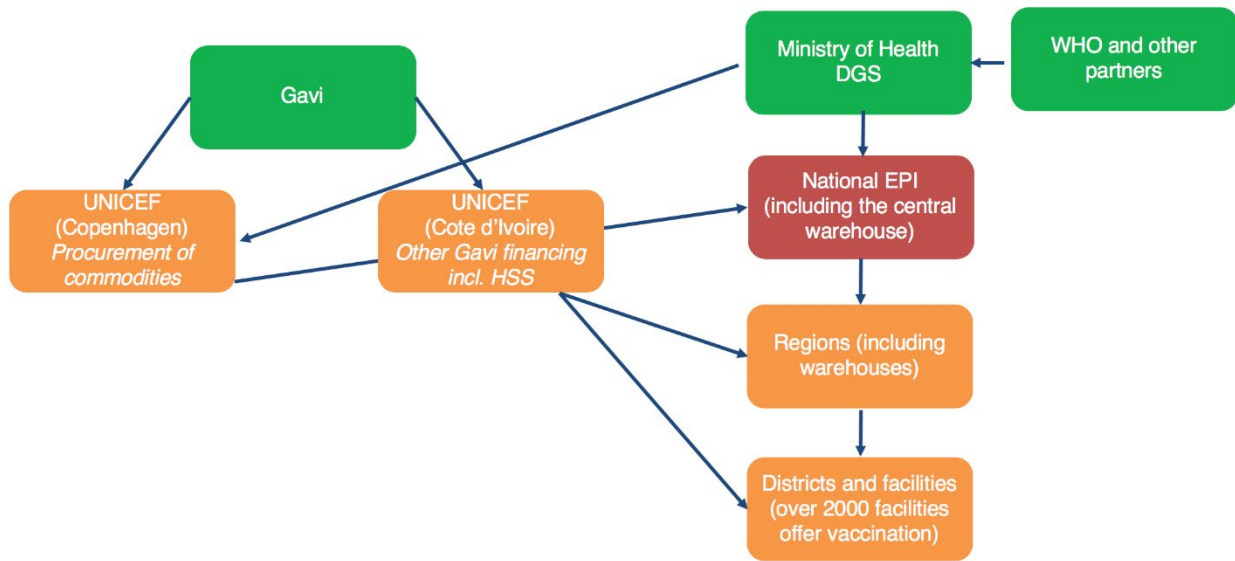 Gavi
Ministry of Health
DGS
WHO and other
partners
UNICEF
(Copenhagen)
Procurement of
commodities
UNICEF
(Cote d'Ivoire)
Other Gavi financing
incl. HSS
National EPI
(including the central
warehouse)
Regions (including
warehouses)
Districts and facilities
(over 2000 facilities
offer vaccination)